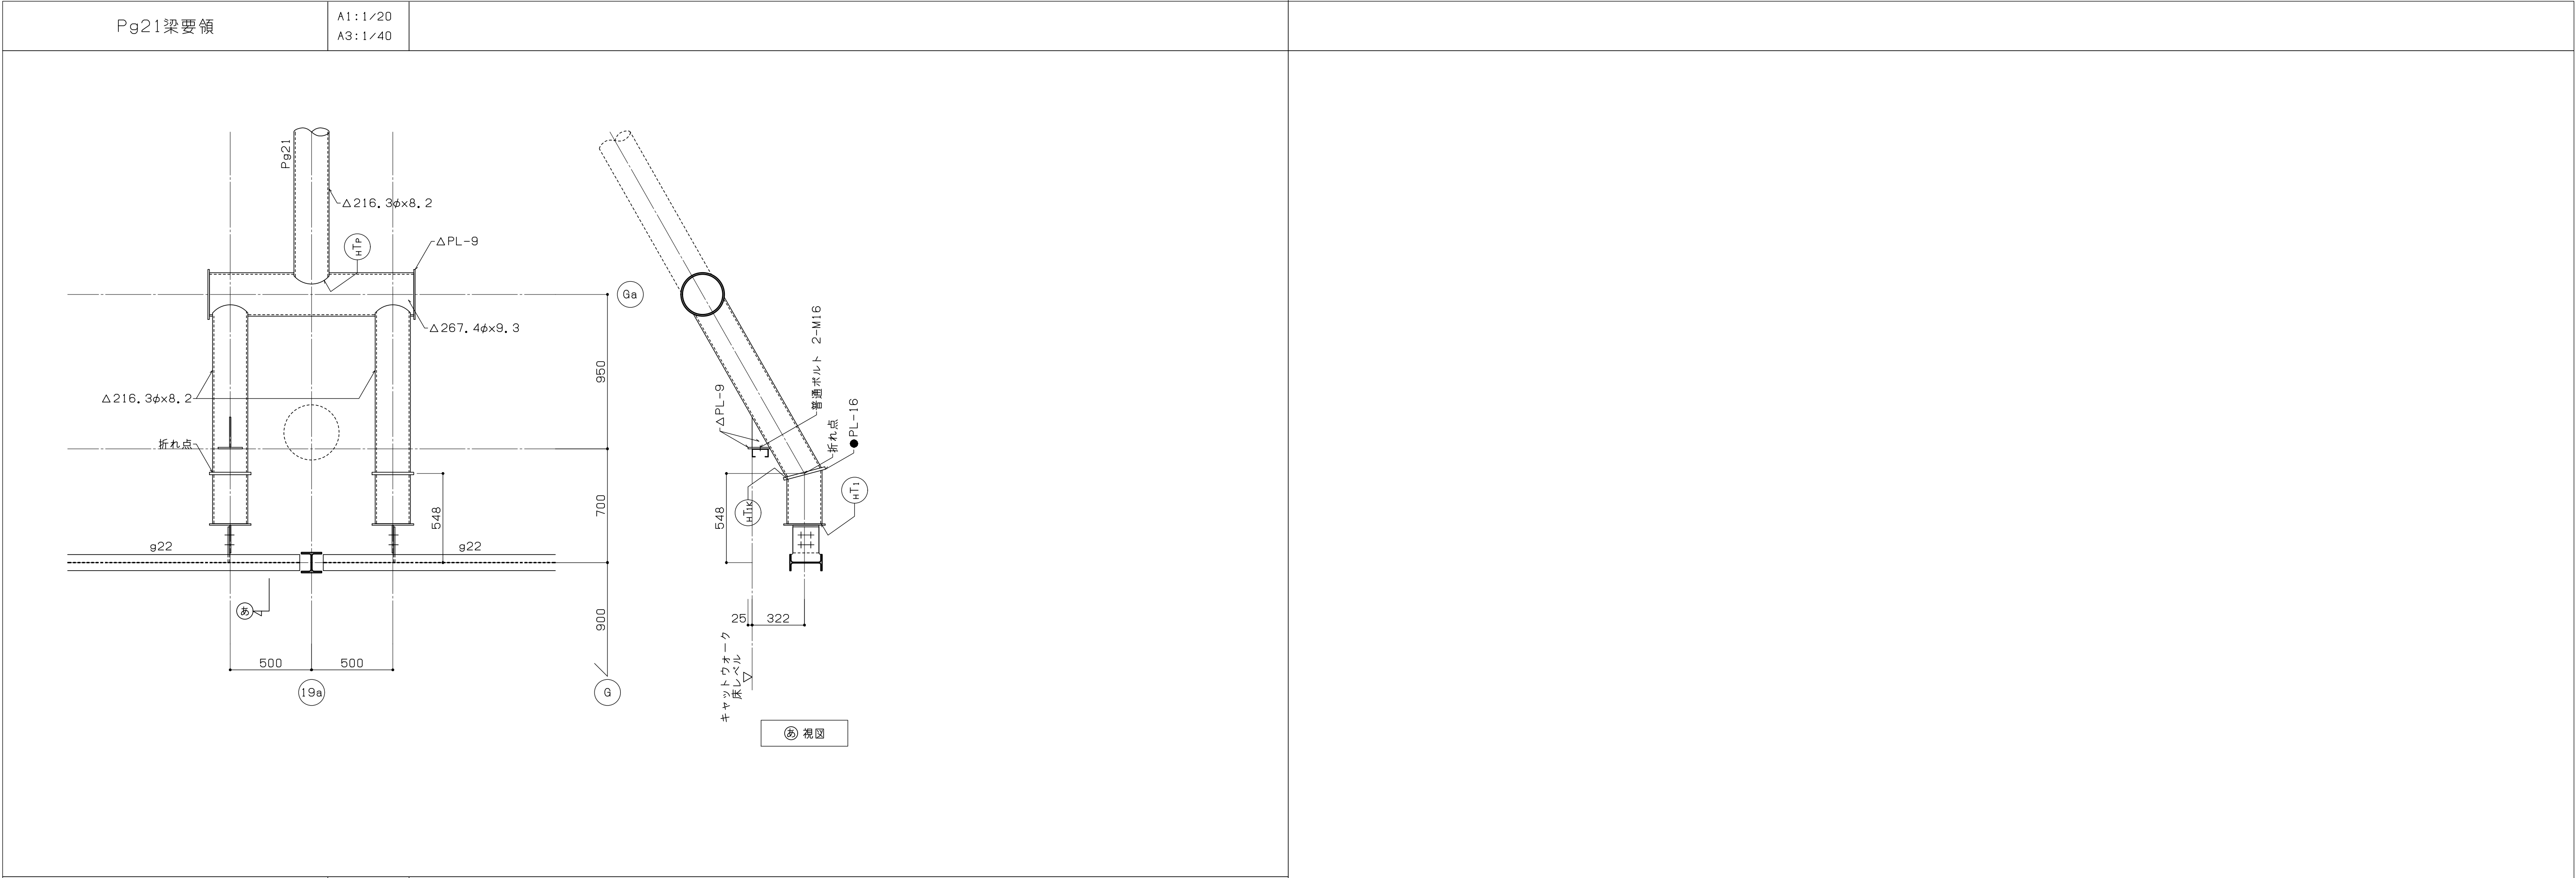 Pg21梁要領
A1:1/20
A3:1/40
Pg21
△216.3φx8.2
HTP
△PL-9
Ga
△267.4φx9.3
950
△216.3φx8.2
折れ点
548
700
g22
g22
あ
900
500
500
19a
G
普通ボルト 2-M16
△PL-9
折れ点
●PL-16
HT1K
HT1
548
25
322
キャットウォーク
床レベル
▽
あ 視図